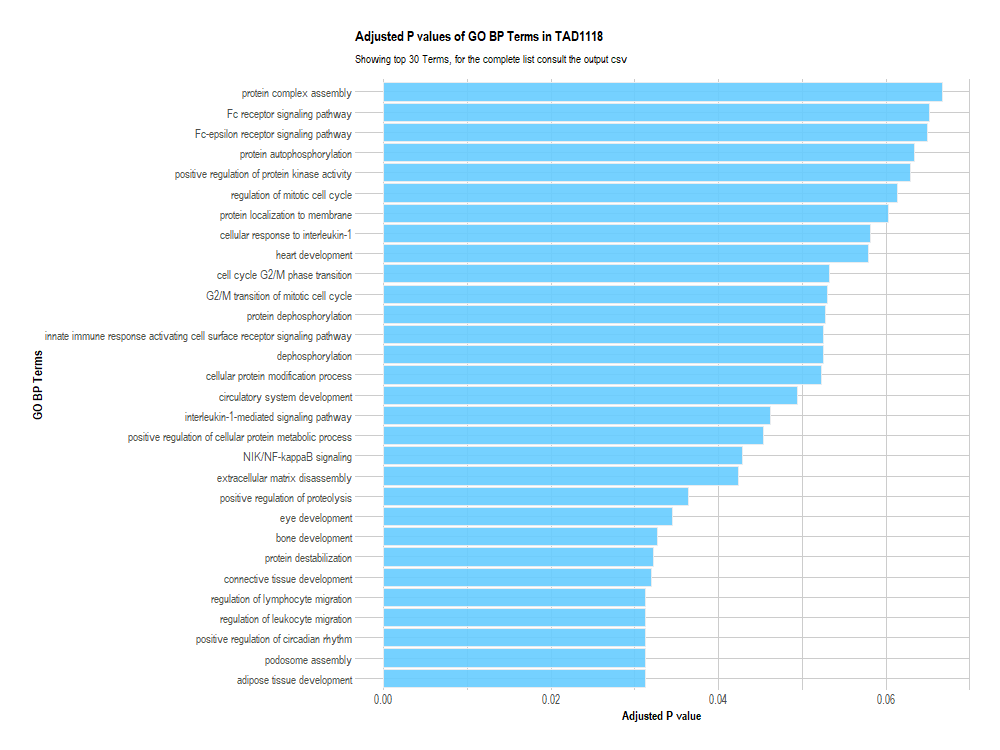 Adjusted P values of GO BP Terms in TAD1118
Showing top 30 Terms, for the complete list consult the output csv
protein complex assembly
Fc receptor signaling pathway
Fc-epsilon receptor signaling pathway
protein autophosphorylation
positive regulation of protein kinase activity
regulation of mitotic cell cycle
protein localization to membrane
cellular response to interleukin-1
heart development
cell cycle G2/M phase transition
G2/M transition of mitotic cell cycle
protein dephosphorylation
innate immune response activating cell surface receptor signaling pathway
dephosphorylation
cellular protein modification process
circulatory system development
interleukin-1-mediated signaling pathway
positive regulation of cellular protein metabolic process
NIK/NF-kappaB signaling
extracellular matrix disassembly
positive regulation of proteolysis
eye development
bone development
protein destabilization
connective tissue development
regulation of lymphocyte migration
regulation of leukocyte migration
positive regulation of circadian rhythm
podosome assembly
adipose tissue development
GO BP Terms
0.00 0.02 0.04 0.06
Adjusted P value